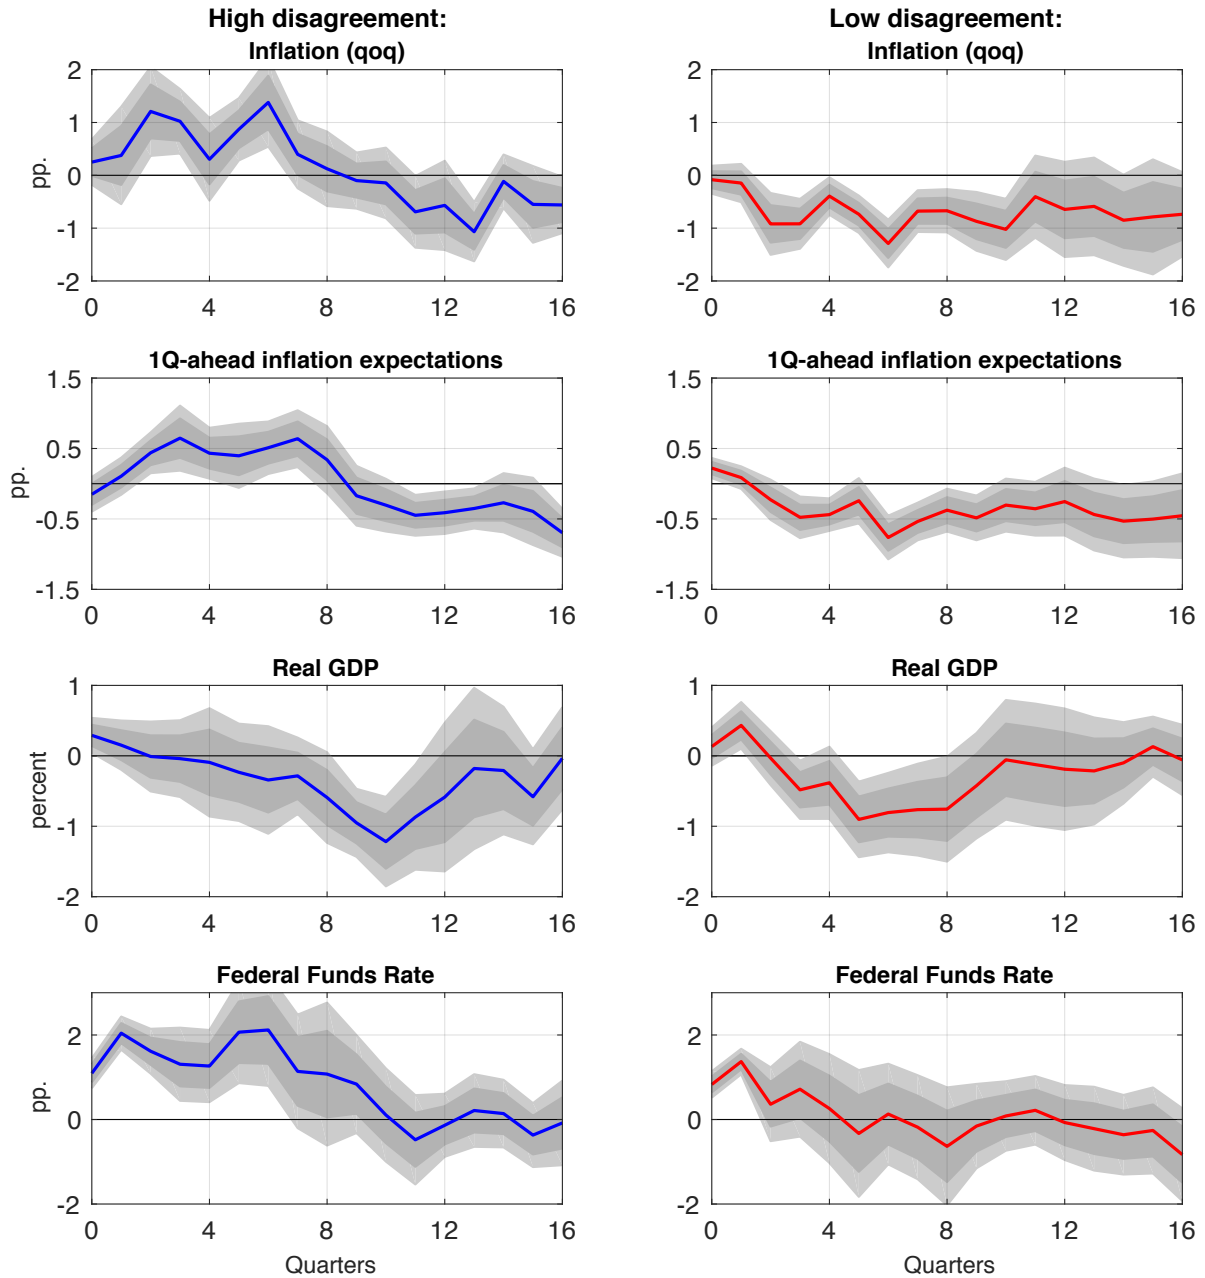 High disagreement:
Inflation (qoq)
2
1
0
-1
-2
pp.
0 4 8 12 16
Low disagreement:
Inflation (qoq)
2
1
0
-1
-2
0 4 8 12 16
1Q-ahead inflation expectations
1.5
0.5
-0.5
-1.5
pp.
0 4 8 12 16
1Q-ahead inflation expectations
1.5
0.5
-0.5
-1.5
0 4 8 12 16
Real GDP
1
0
-1
-2
percent
0 4 8 12 16
Real GDP
1
0
-1
-2
0 4 8 12 16
Federal Funds Rate
2
0
-2
pp.
0 4 8 12 16
Quarters
Federal Funds Rate
2
0
-2
0 4 8 12 16
Quarters